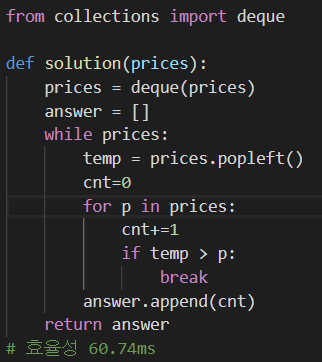 from collections import deque

def solution(prices):
    prices = deque(prices)
    answer = []
    while prices:
        temp = prices.popleft()
        cnt=0
        for p in prices:
            cnt+=1
            if temp > p:
                break
        answer.append(cnt)
    return answer
# 효율성 60.74ms